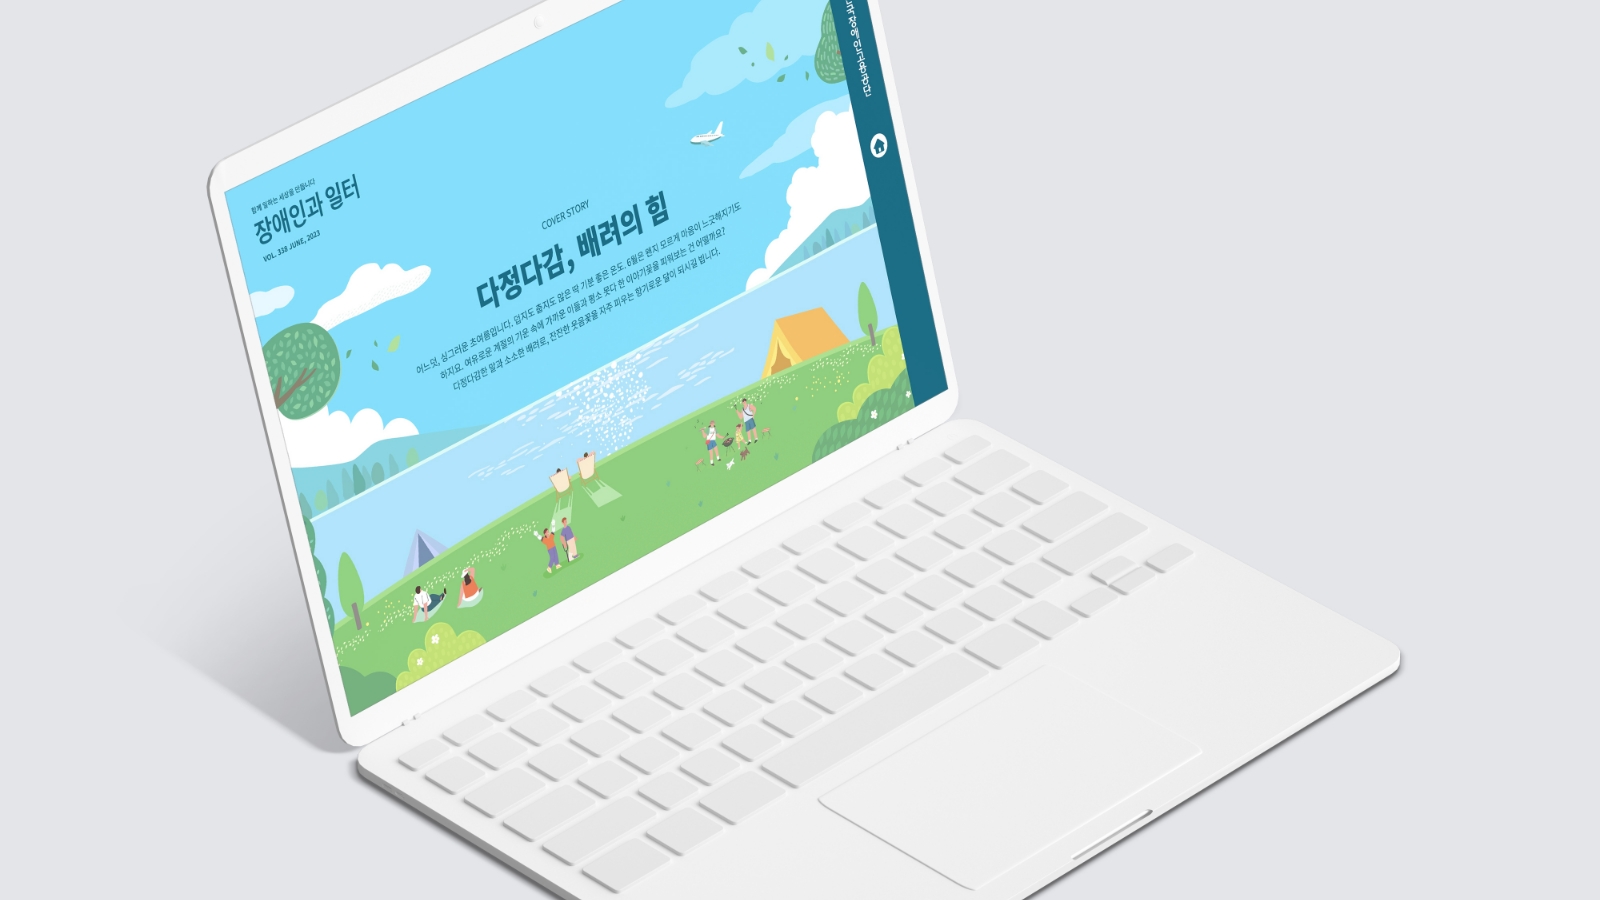 함께 일하는 세상을 만듭니다
장애인과 일터
VOL. 338 JUNE, 2023
COVER STORY
다정다감, 배려의 힘
어느덧, 싱그러운 초여름입니다. 덥지도 춥지도 않은 딱 기분 좋은 온도. 6월은 왠지 모르게 마음이 느긋해지기도
하지요. 여유로운 계절의 기운 속에 가까운 이들과 평소 못다 한 이야기꽃을 피워보는 건 어떨까요?
다정다감한 말과 소소한 배려로, 잔잔한 웃음꽃을 자주 피우는 향기로운 달이 되시길 빕니다.
장애인고용공단